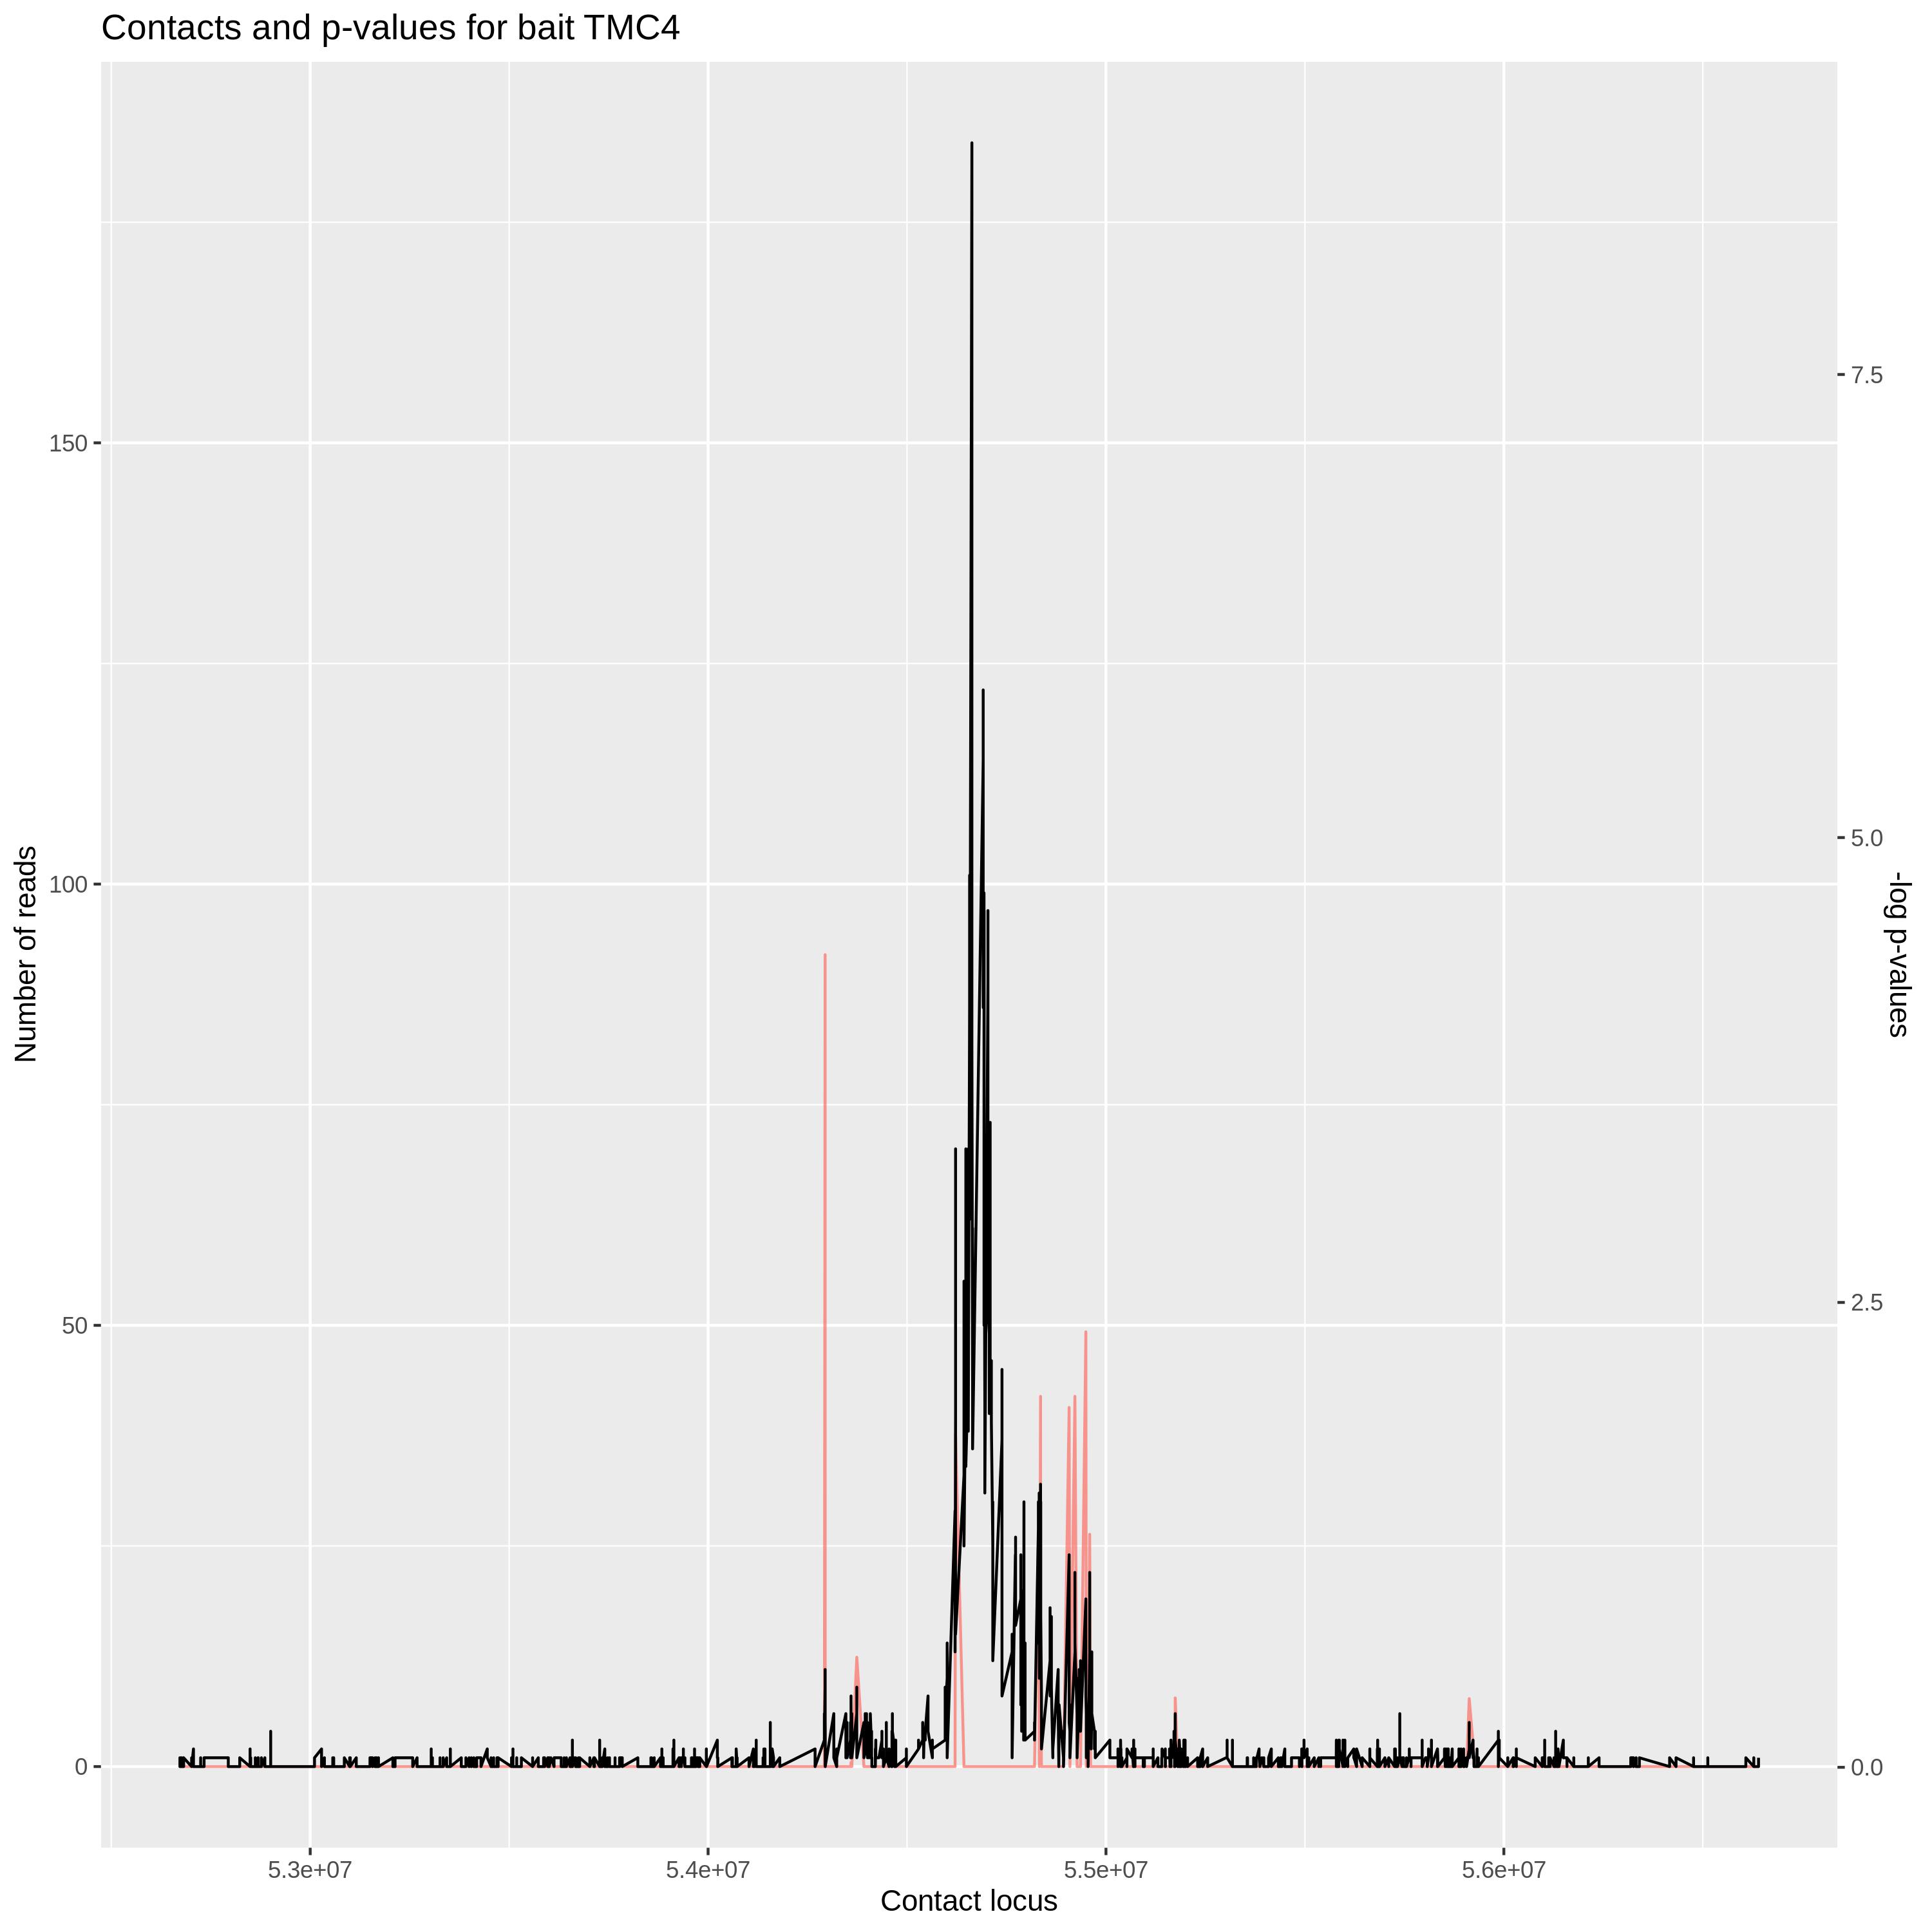 Contacts and p-values for bait TMC4
Number of reads
150
100
50
0
7.5
5.0
2.5
0.0
-log p-values
5.3e+07
5.4e+07
5.5e+07
5.6e+07
Contact locus